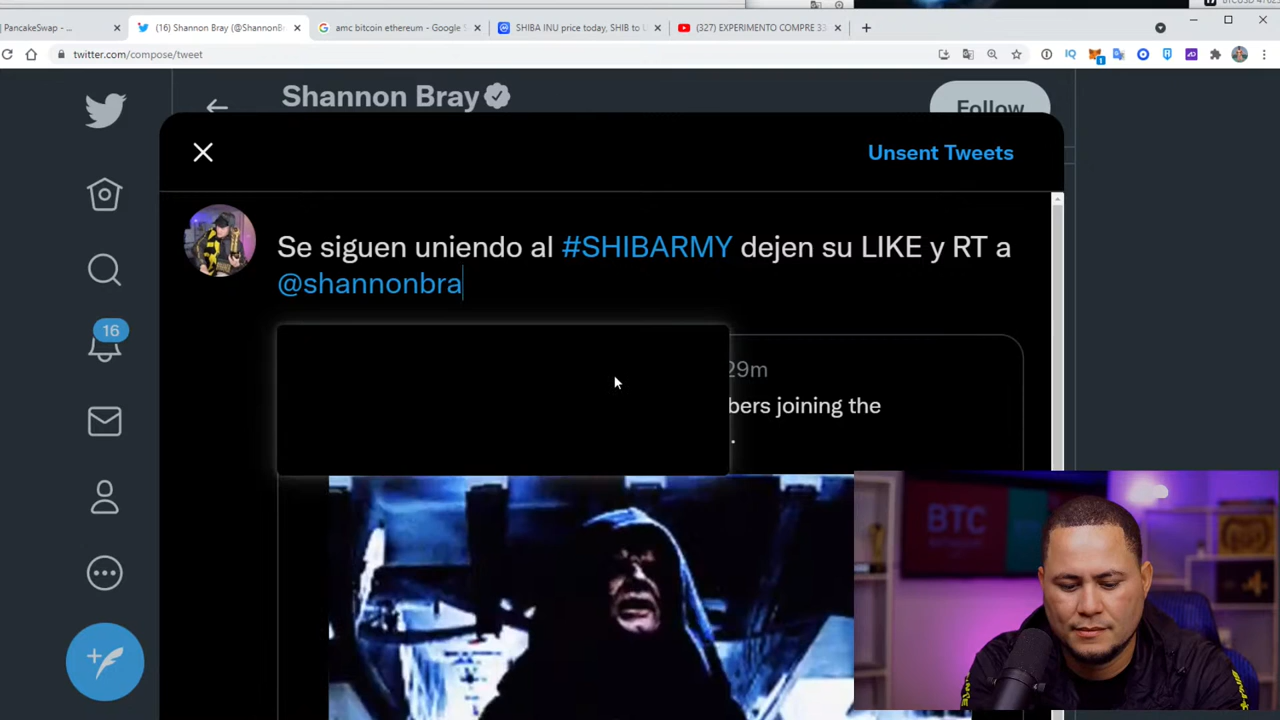 PancakeSwap - ...
(16) Shannon Bray (@ShannonB
amc bitcoin ethereum - Google S
SHIBA INU price today, SHIB to
(327) EXPERIMENTO COMPRE 33
twitter.com/compose/tweet
Shannon Bray
Follow
Unsent Tweets
Se siguen uniendo al #SHIBARMY dejen su LIKE y RT a
@shannonbra
16
29m
bers joining the
.
BTC